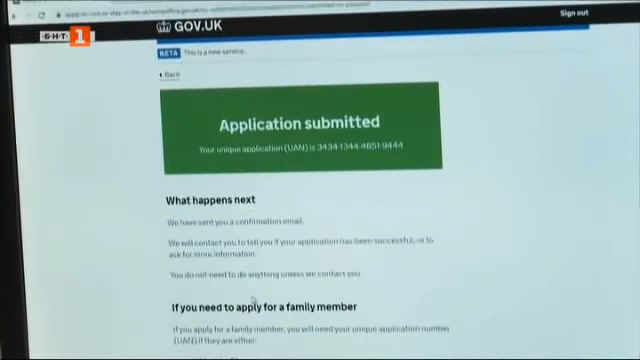 Sign out
БНТ 1
GOV.UK
BETA This is a new service.
Back
Application submitted
Your unique application (UAN) is 3434-1344-4651-9444
What happens next
We have sent you a confirmation email.
We will contact you to tell you if your application has been successful, or to
ask for more information.
You do not need to do anything unless we contact you
If you need to apply for a family member
If you apply for a family member, you will need your unique application number
(UAN) if they are either: